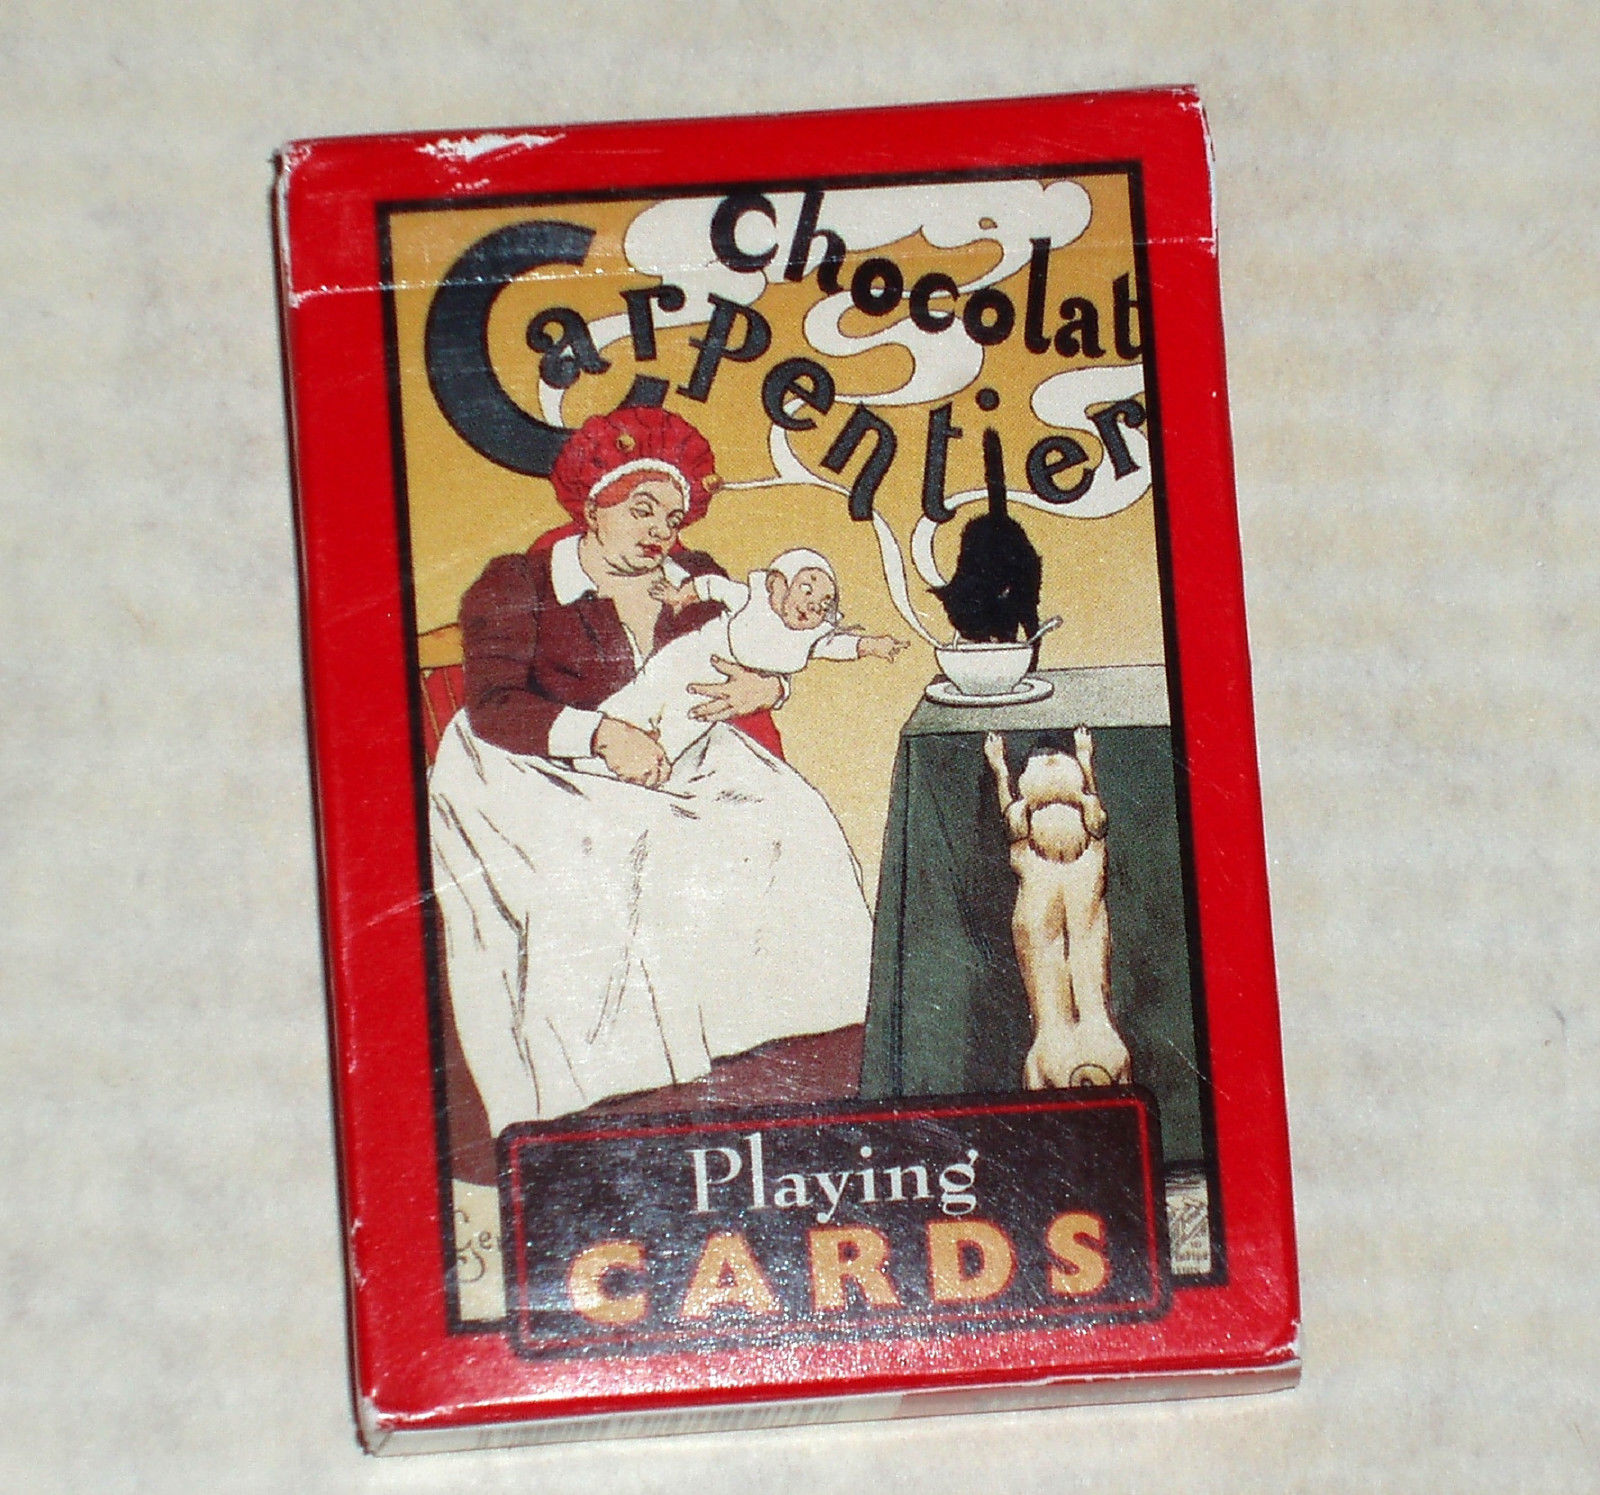 Chocolat
Carpentier
Playing
CARDS